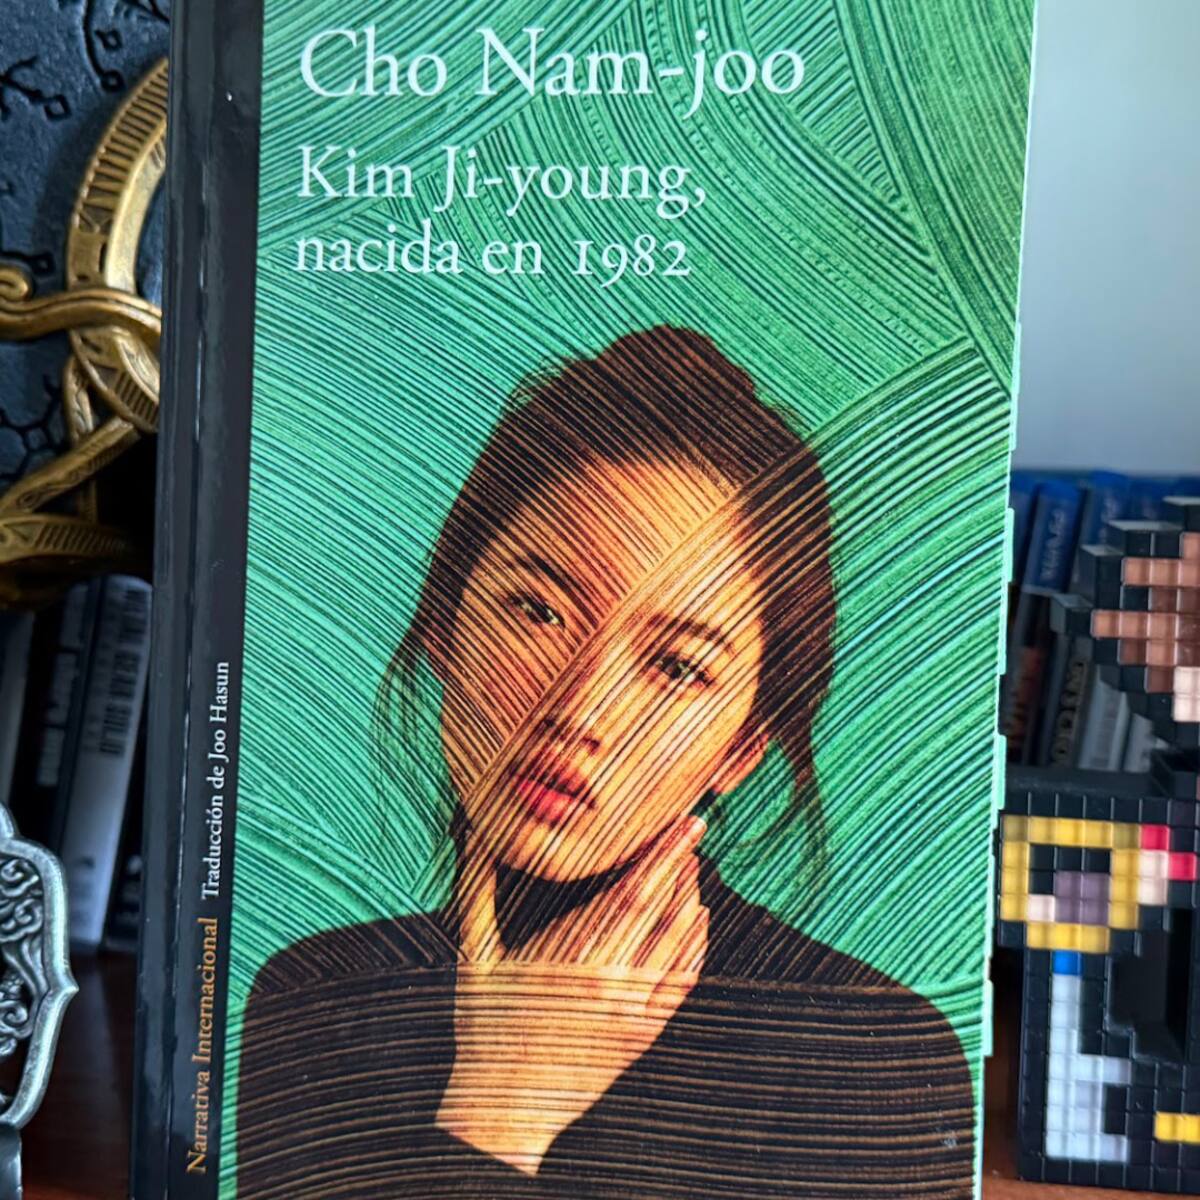 Cho Nam-joo
Kim Ji-young,
nacida en 1982
Narrativa Internacional Traducción de Joo Hasun